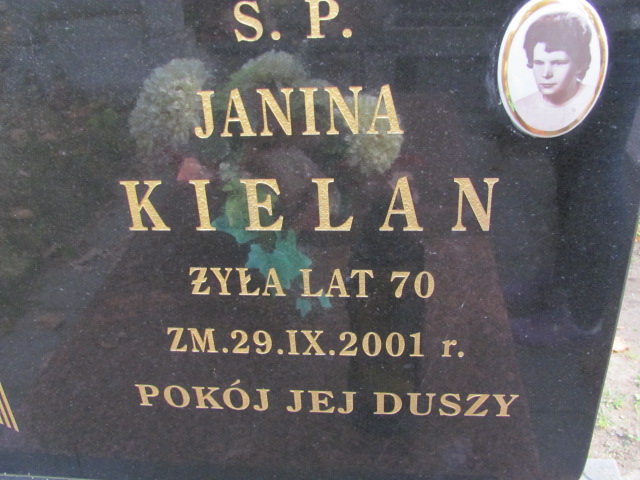 Ś. P.
JANINA
KIELAN
ŻYŁA LAT 70
ZM.29.IX.2001 r.
POKÓJ JEJ DUSZY